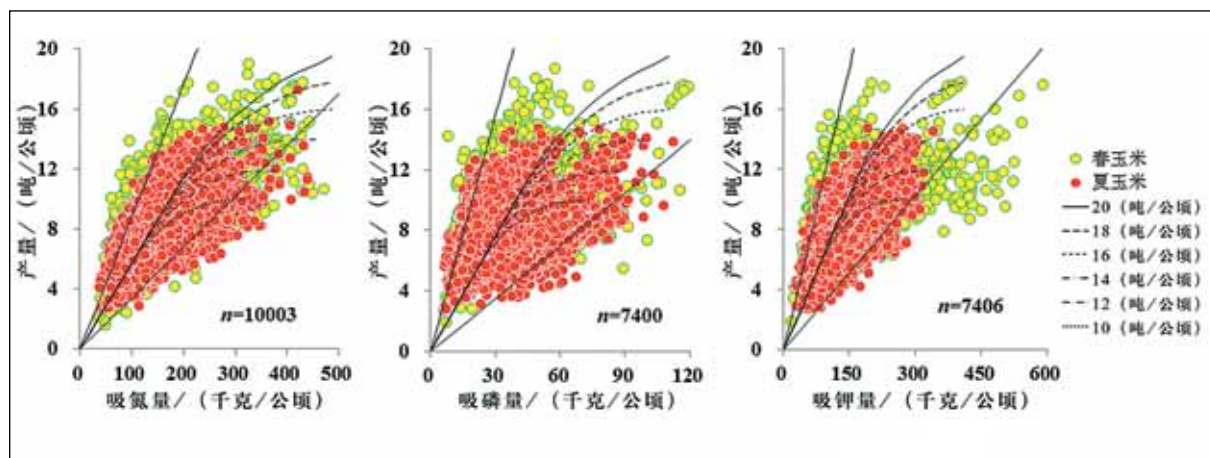 产量/（吨/公顷）
20
16
12
8
4
0
n=10003
0 100 200 300 400 500
吸氮量/（千克/公顷）
产量/（吨/公顷）
20
16
12
8
4
0
n=7400
0 30 60 90 120
吸磷量/（千克/公顷）
产量/（吨/公顷）
20
16
12
8
4
0
n=7406
0 150 300 450 600
吸钾量/（千克/公顷）
春玉米
夏玉米
20（吨/公顷）
18（吨/公顷）
16（吨/公顷）
14（吨/公顷）
12（吨/公顷）
10（吨/公顷）